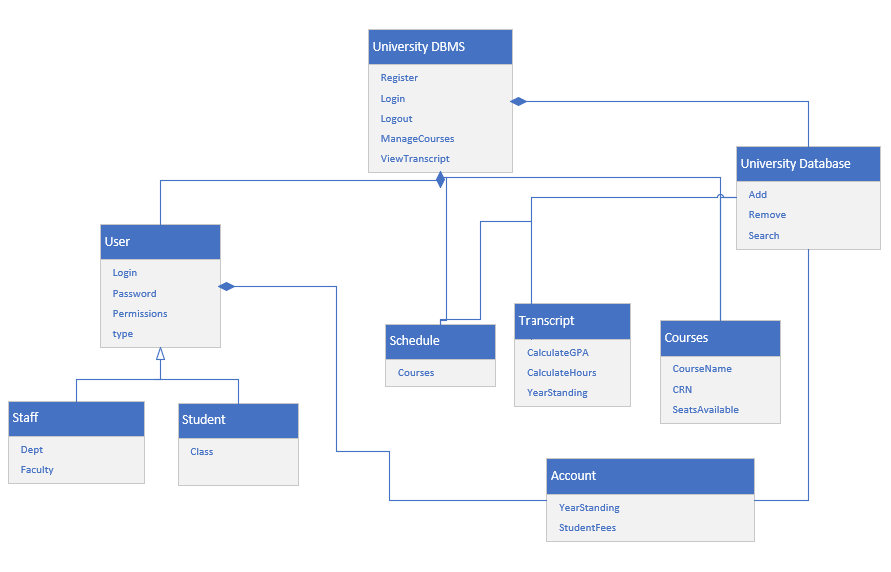 University DBMS
Register
Login
Logout
ManageCourses
ViewTranscript
University Database
Add
Remove
Search
User
Login
Password
Permissions
type
Schedule
Courses
Transcript
CalculateGPA
CalculateHours
YearStanding
Courses
CourseName
CRN
SeatsAvailable
Staff
Dept
Faculty
Student
Class
Account
YearStanding
StudentFees